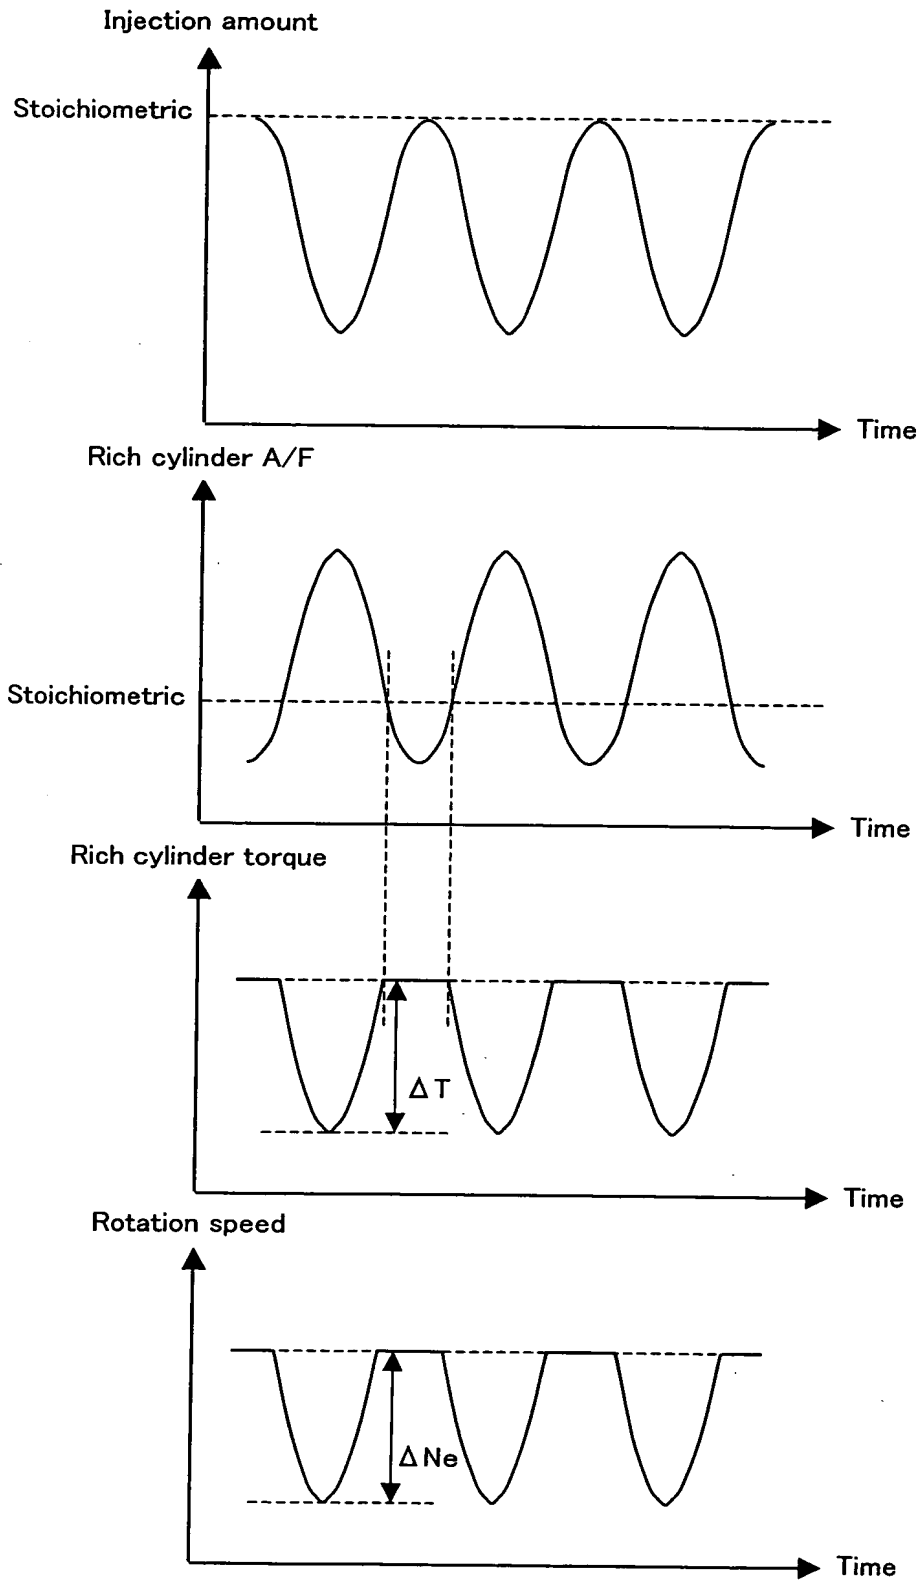 Injection amount
Stoichiometric
Time
Rich cylinder A/F
Stoichiometric
Time
Rich cylinder torque
ΔT
Time
Rotation speed
ΔNe
Time